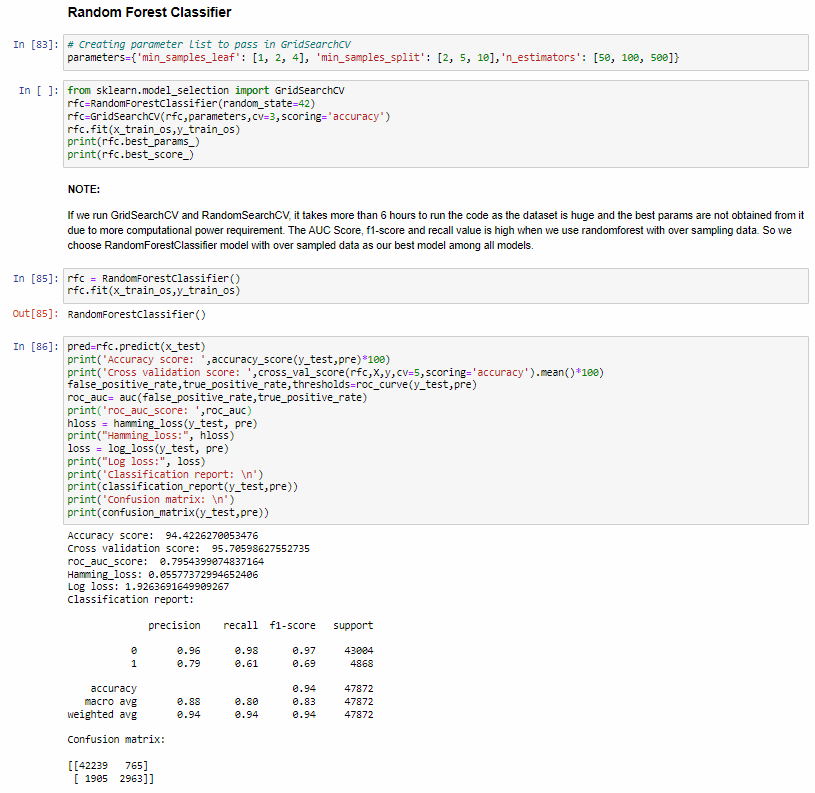 Random Forest Classifier
In [83]: # Creating parameter list to pass in GridSearchCV
parameters={'min_samples_leaf': [1, 2, 4], 'min_samples_split': [2, 5, 10],'n_estimators': [50, 100, 500]}
In [ ]: from sklearn.model_selection import GridSearchCV
rfc=RandomForestClassifier(random_state=42)
rfc=GridSearchCV(rfc,parameters,cv=3,scoring='accuracy')
rfc.fit(x_train_os,y_train_os)
print(rfc.best_params_)
print(rfc.best_score_)
NOTE:
If we run GridSearchCV and RandomSearchCV, it takes more than 6 hours to run the code as the dataset is huge and the best params are not obtained from it
due to more computational power requirement. The AUC Score, f1-score and recall value is high when we use randomforest with over sampling data. So we
choose RandomForestClassifier model with over sampled data as our best model among all models.
In [85]: rfc = RandomForestClassifier()
rfc.fit(x_train_os,y_train_os)
Out[85]: RandomForestClassifier()
In [86]: pred=rfc.predict(x_test)
print('Accuracy score: ',accuracy_score(y_test,pre)*100)
print('Cross validation score: ',cross_val_score(rfc,X,y,cv=5,scoring='accuracy').mean()*100)
false_positive_rate,true_positive_rate,thresholds=roc_curve(y_test,pre)
roc_auc= auc(false_positive_rate,true_positive_rate)
print('roc_auc_score: ',roc_auc)
hloss = hamming_loss(y_test, pre)
print("Hamming_loss:", hloss)
loss = log_loss(y_test, pre)
print("Log loss:", loss)
print('Classification report: \n')
print(classification_report(y_test,pre))
print('Confusion matrix: \n')
print(confusion_matrix(y_test,pre))
Accuracy score:  94.4226270053476
Cross validation score:  95.70598627552735
roc_auc_score:  0.7954399074837164
Hamming_loss: 0.05577372994652406
Log loss: 1.9263691649909267
Classification report:
precision recall f1-score support
0 0.96 0.98 0.97 43004
1 0.79 0.61 0.69 4868
accuracy 0.94 47872
macro avg 0.88 0.80 0.83 47872
weighted avg 0.94 0.94 0.94 47872
Confusion matrix:
[[42239 765]
[ 1905 2963]]